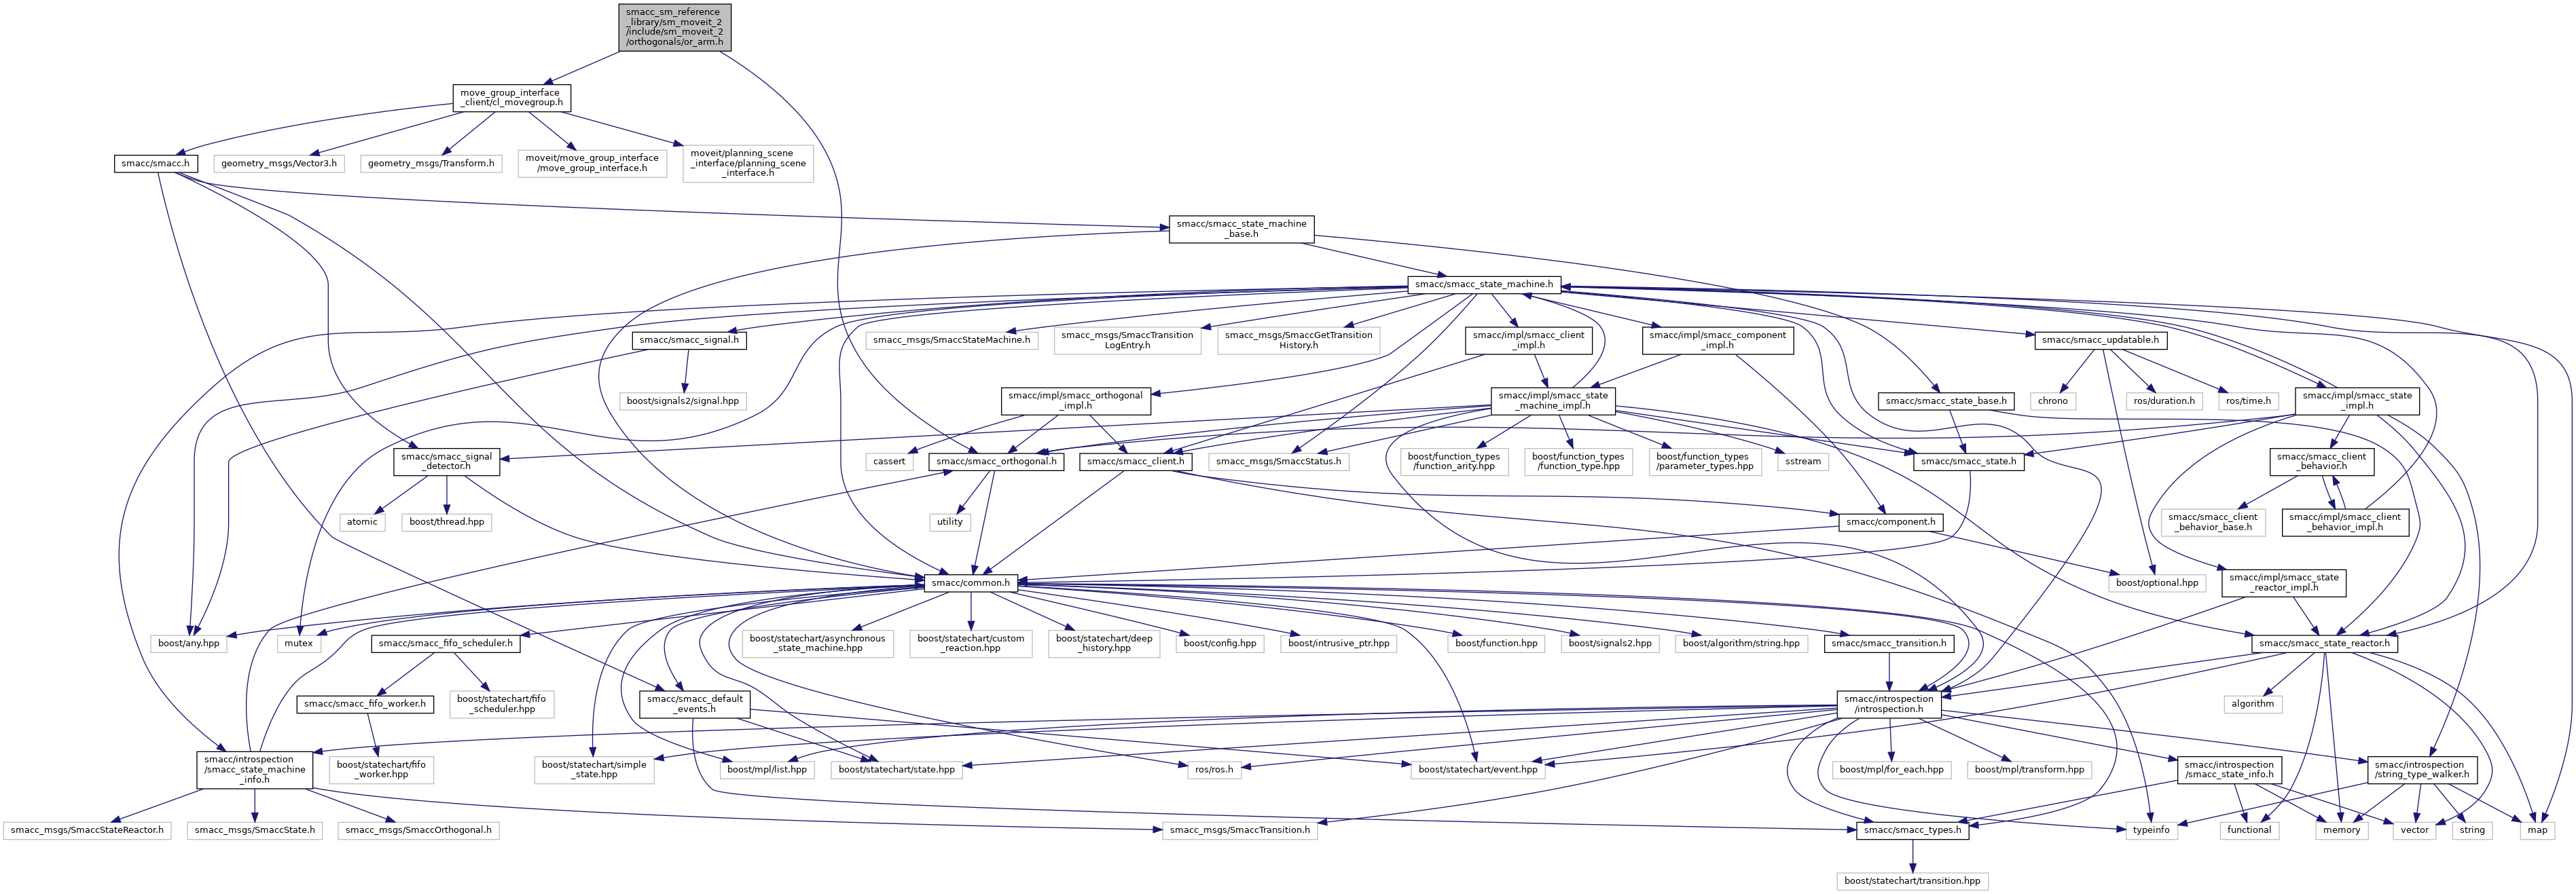 smacc_sm_reference
_library/sm_moveit_2
/include/sm_moveit_2
/orthogonals/or_arm.h
move_group_interface
_client/cl_movegroup.h
smacc/smacc.h
geometry_msgs/Vector3.h
geometry_msgs/Transform.h
moveit/move_group_interface
/move_group_interface.h
moveit/planning_scene
_interface/planning_scene
_interface.h
smacc/smacc_state_machine
_base.h
smacc/smacc_state_machine.h
smacc/smacc_signal.h
smacc_msgs/SmaccStateMachine.h
smacc_msgs/SmaccTransition
LogEntry.h
smacc_msgs/SmaccGetTransition
History.h
smacc/impl/smacc_client
_impl.h
smacc/impl/smacc_component
_impl.h
smacc/smacc_updatable.h
boost/signals2/signal.hpp
smacc/impl/smacc_orthogonal
_impl.h
smacc/impl/smacc_state
_machine_impl.h
smacc/smacc_state_base.h
chrono
ros/duration.h
ros/time.h
smacc/impl/smacc_state
_impl.h
smacc/smacc_signal
_detector.h
cassert
smacc/smacc_orthogonal.h
smacc/smacc_client.h
smacc_msgs/SmaccStatus.h
boost/function_types
/function_arity.hpp
boost/function_types
/function_type.hpp
boost/function_types
/parameter_types.hpp
sstream
smacc/smacc_state.h
smacc/smacc_client
_behavior.h
atomic
boost/thread.hpp
utility
smacc/component.h
smacc/smacc_client
_behavior_base.h
smacc/impl/smacc_client
_behavior_impl.h
smacc/common.h
boost/optional.hpp
smacc/impl/smacc_state
_reactor_impl.h
boost/any.hpp
mutex
smacc/smacc_fifo_scheduler.h
boost/statechart/asynchronous
_state_machine.hpp
boost/statechart/custom
_reaction.hpp
boost/statechart/deep
_history.hpp
boost/config.hpp
boost/intrusive_ptr.hpp
boost/function.hpp
boost/signals2.hpp
boost/algorithm/string.hpp
smacc/smacc_transition.h
smacc/smacc_state_reactor.h
smacc/smacc_fifo_worker.h
boost/statechart/fifo
_scheduler.hpp
smacc/smacc_default
_events.h
smacc/introspection
/introspection.h
algorithm
smacc/introspection
/smacc_state_machine
_info.h
boost/statechart/fifo
_worker.hpp
boost/statechart/simple
_state.hpp
boost/mpl/list.hpp
boost/statechart/state.hpp
ros/ros.h
boost/statechart/event.hpp
boost/mpl/for_each.hpp
boost/mpl/transform.hpp
smacc/introspection
/smacc_state_info.h
smacc/introspection
/string_type_walker.h
smacc_msgs/SmaccStateReactor.h
smacc_msgs/SmaccState.h
smacc_msgs/SmaccOrthogonal.h
smacc_msgs/SmaccTransition.h
smacc/smacc_types.h
typeinfo
functional
memory
vector
string
map
boost/statechart/transition.hpp